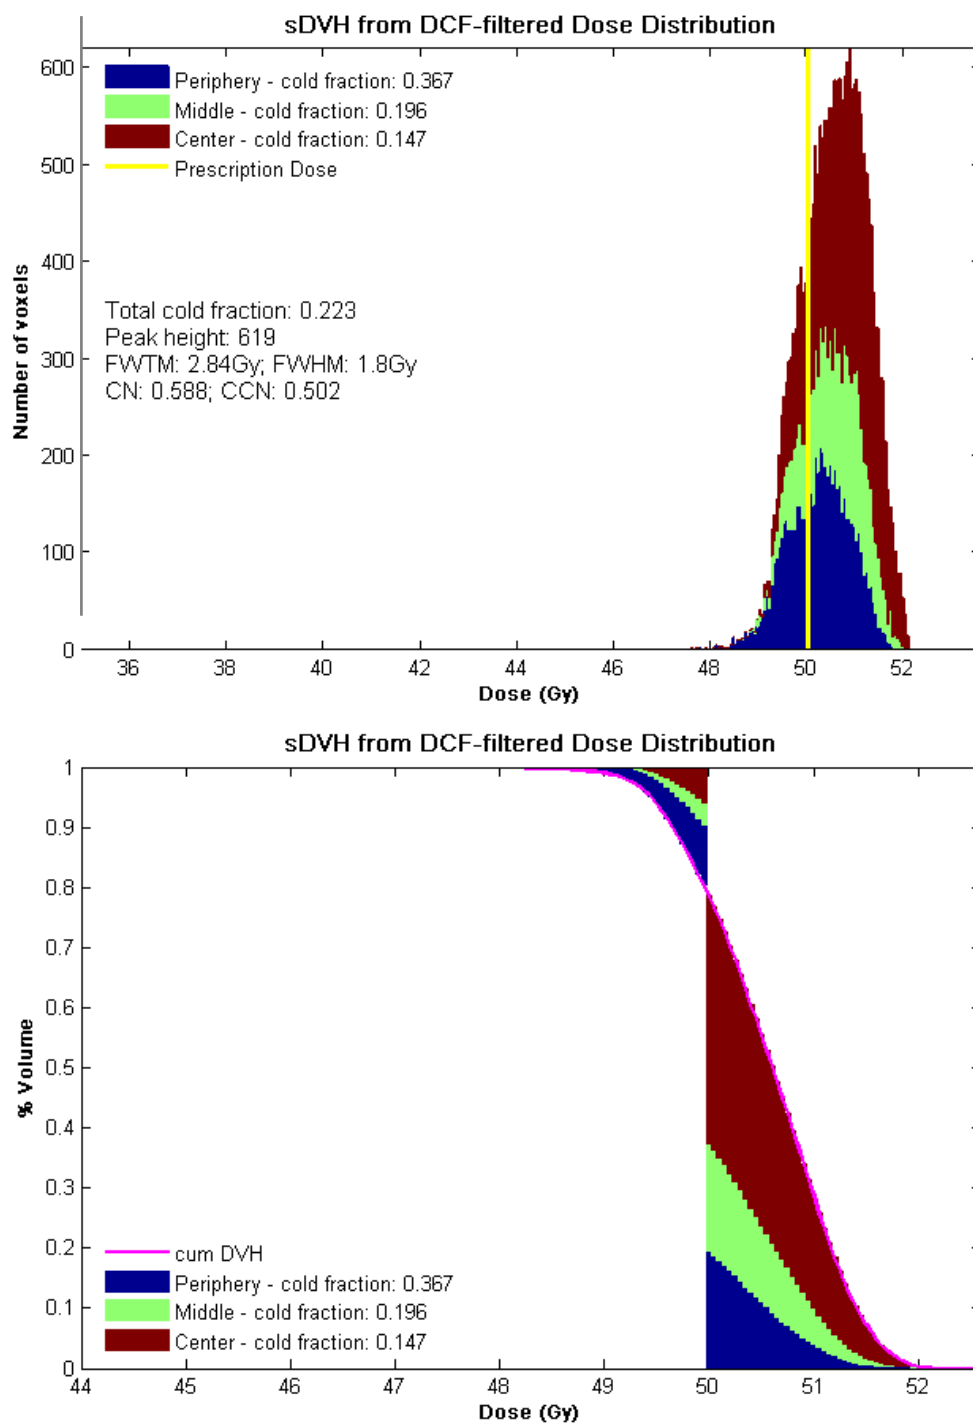 sDVH from DCF-filtered Dose Distribution
600
Periphery - cold fraction: 0.367
Middle - cold fraction: 0.196
Center - cold fraction: 0.147
500
Prescription Dose
400
Number of voxels
Total cold fraction: 0.223
Peak height: 619
FWTM: 2.84Gy; FWHM: 1.8Gy
CN: 0.588; CCN: 0.502
300
200
100
0
36 38 40 42 44 46 48 50 52
Dose (Gy)
sDVH from DCF-filtered Dose Distribution
1
0.9
0.8
0.7
0.6
0.5
% Volume
0.4
0.3
0.2
cum DVH
Periphery - cold fraction: 0.367
0.1
Middle - cold fraction: 0.196
Center - cold fraction: 0.147
0
44 45 46 47 48 49 50 51 52
Dose (Gy)